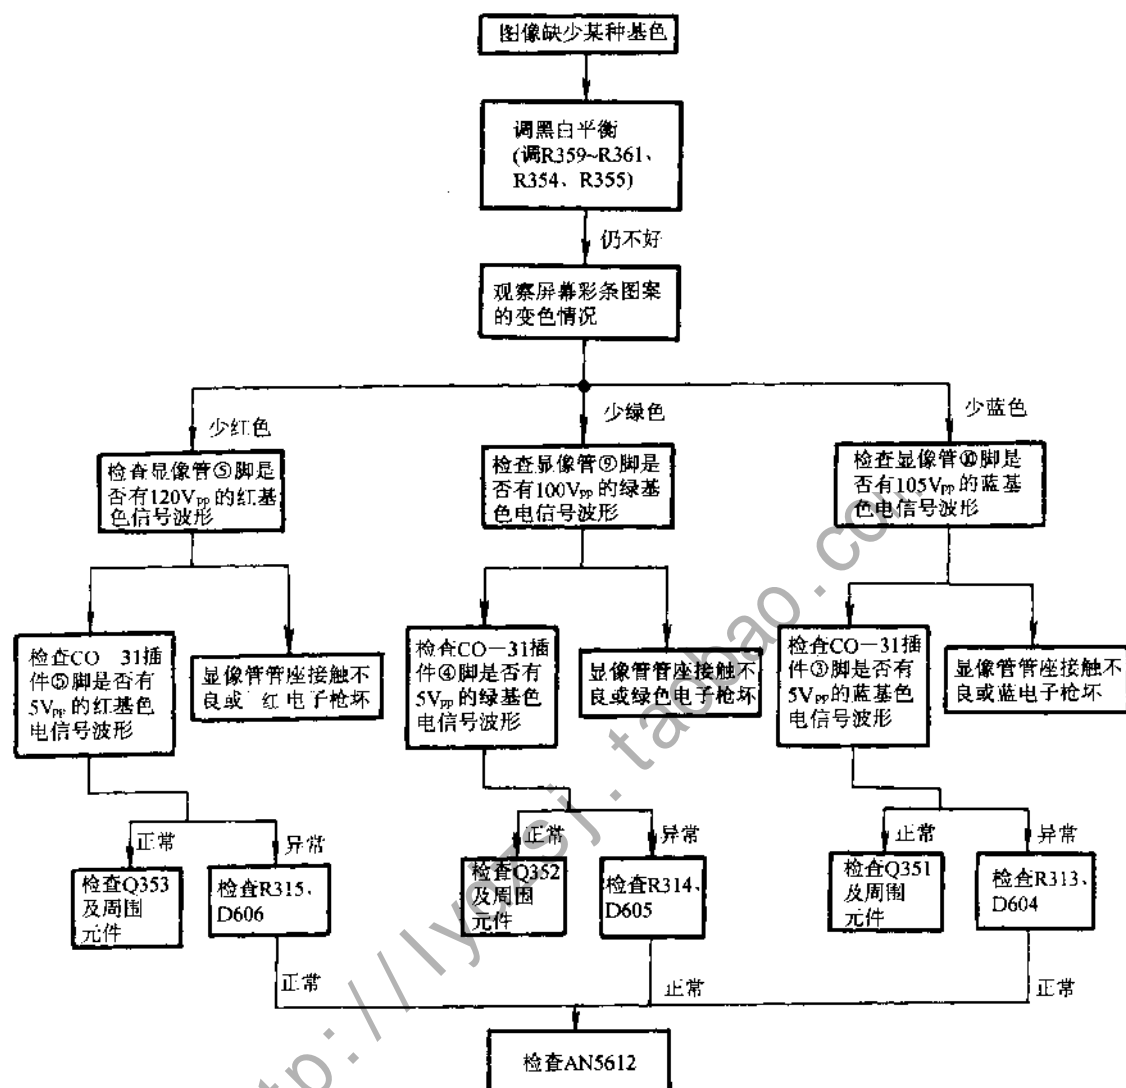 图像缺少某种基色
调黑白平衡
(调R359~R361、
R354、R355)
仍不好
观察屏幕彩条图案
的变色情况
少红色
少绿色
少蓝色
检查显像管⑤脚是
否有120Vpp的红基
色信号波形
检查显像管⑨脚是
否有100Vpp的绿基
色电信号波形
检查显像管⑩脚是
否有105Vpp的蓝基
色电信号波形
检查CO 31插
件⑤脚是否有
5Vpp的红基色
电信号波形
显像管管座接触不
良或 红电子枪坏
检查CO-31插
件④脚是否有
5Vpp的绿基色
电信号波形
显像管管座接触不
良或绿色电子枪坏
检查CO-31插
件③脚是否有
5Vpp的蓝基色
电信号波形
显像管管座接触不
良或蓝电子枪坏
正常
异常
正常
异常
正常
异常
检查Q353
及周围
元件
检查R315、
D606
检查Q352
及周围
元件
检查R314、
D605
检查Q351
及周围
元件
检查R313、
D604
正常
正常
正常
检查AN5612
tp://lydzsj.taobao.com